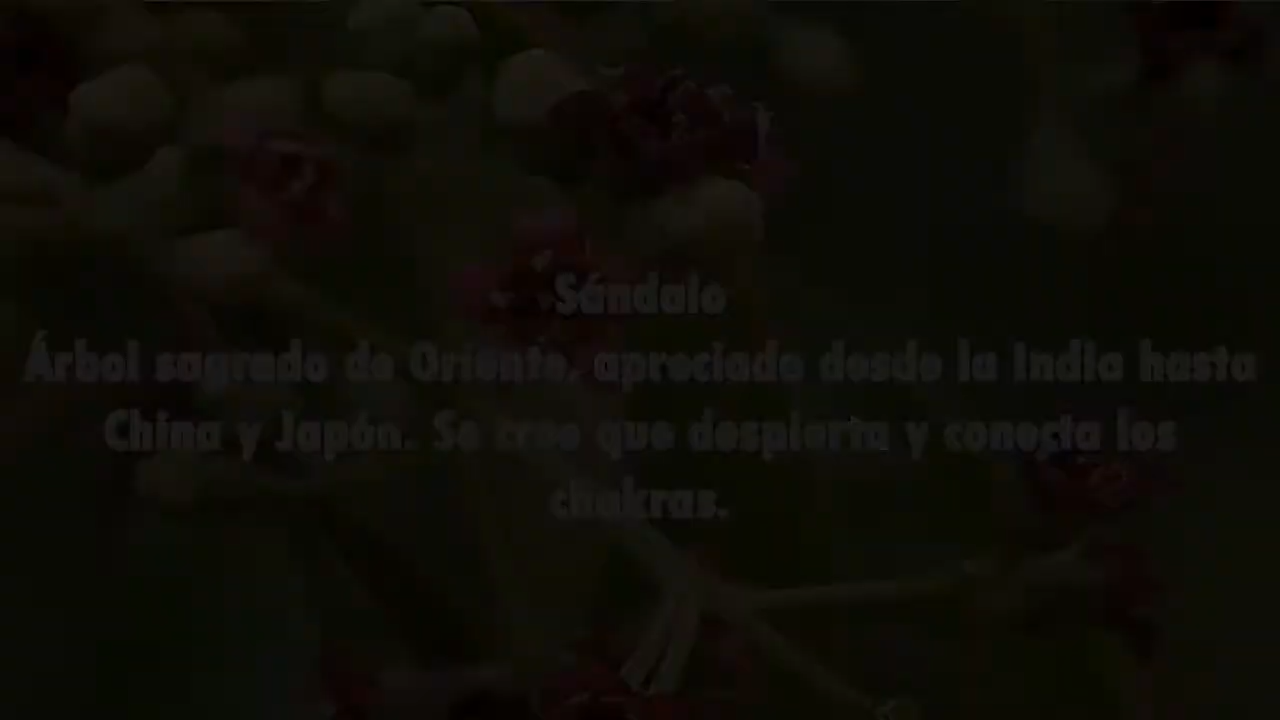 Sándalo
Árbol sagrado de Oriente, apreciado desde la India hasta
China y Japón. Se cree que despierta y conecta los
chakras.